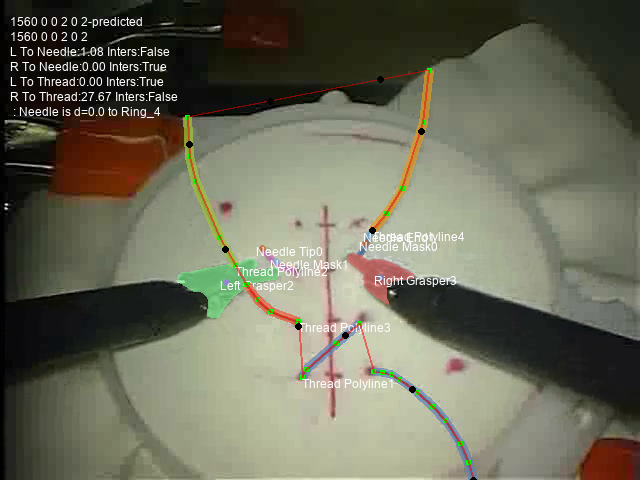 1560 0 0 2 0 2-predicted
1560 0 0 2 0 2
L To Needle:1.08 Inters:False
R To Needle:0.00 Inters:True
L To Thread:0.00 Inters:True
R To Thread:27.67 Inters:False
: Needle is d=0.0 to Ring_4
Thread Polyline4
Needle Mask0
Needle Tip0
Needle Mask1
Thread Polyline2
Left Grasper2
Right Grasper3
Thread Polyline3
Thread Polyline1